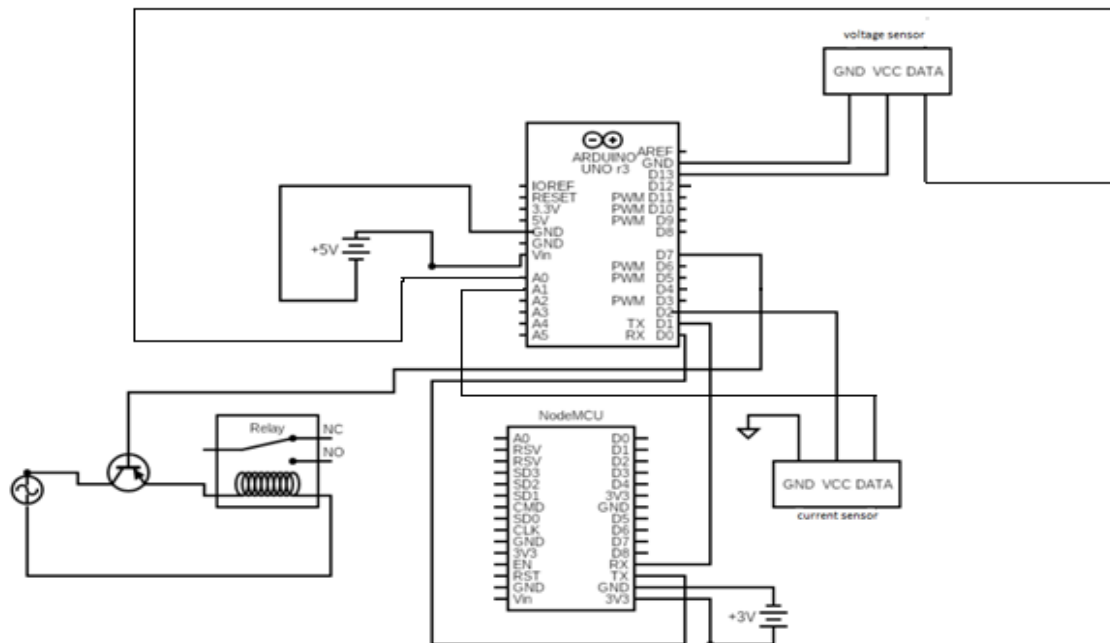 voltage sensor
GND VCC DATA
ARDUINO
UNO r3
AREF
GND
D13
D12
PWM D11
PWM D10
PWM D9
D8
D7
PWM D6
PWM D5
D4
PWM D3
D2
TX D1
RX D0
IOREF
RESET
3.3V
5V
GND
GND
Vin
A0
A1
A2
A3
A4
A5
+5V
Relay
NC
NO
NodeMCU
A0
RSV
RSV
SD3
SD2
SD1
CMD
SD0
CLK
GND
3V3
EN
RST
GND
Vin
D0
D1
D2
D3
D4
3V3
GND
D5
D6
D7
D8
RX
TX
GND
3V3
GND VCC DATA
current sensor
+3V